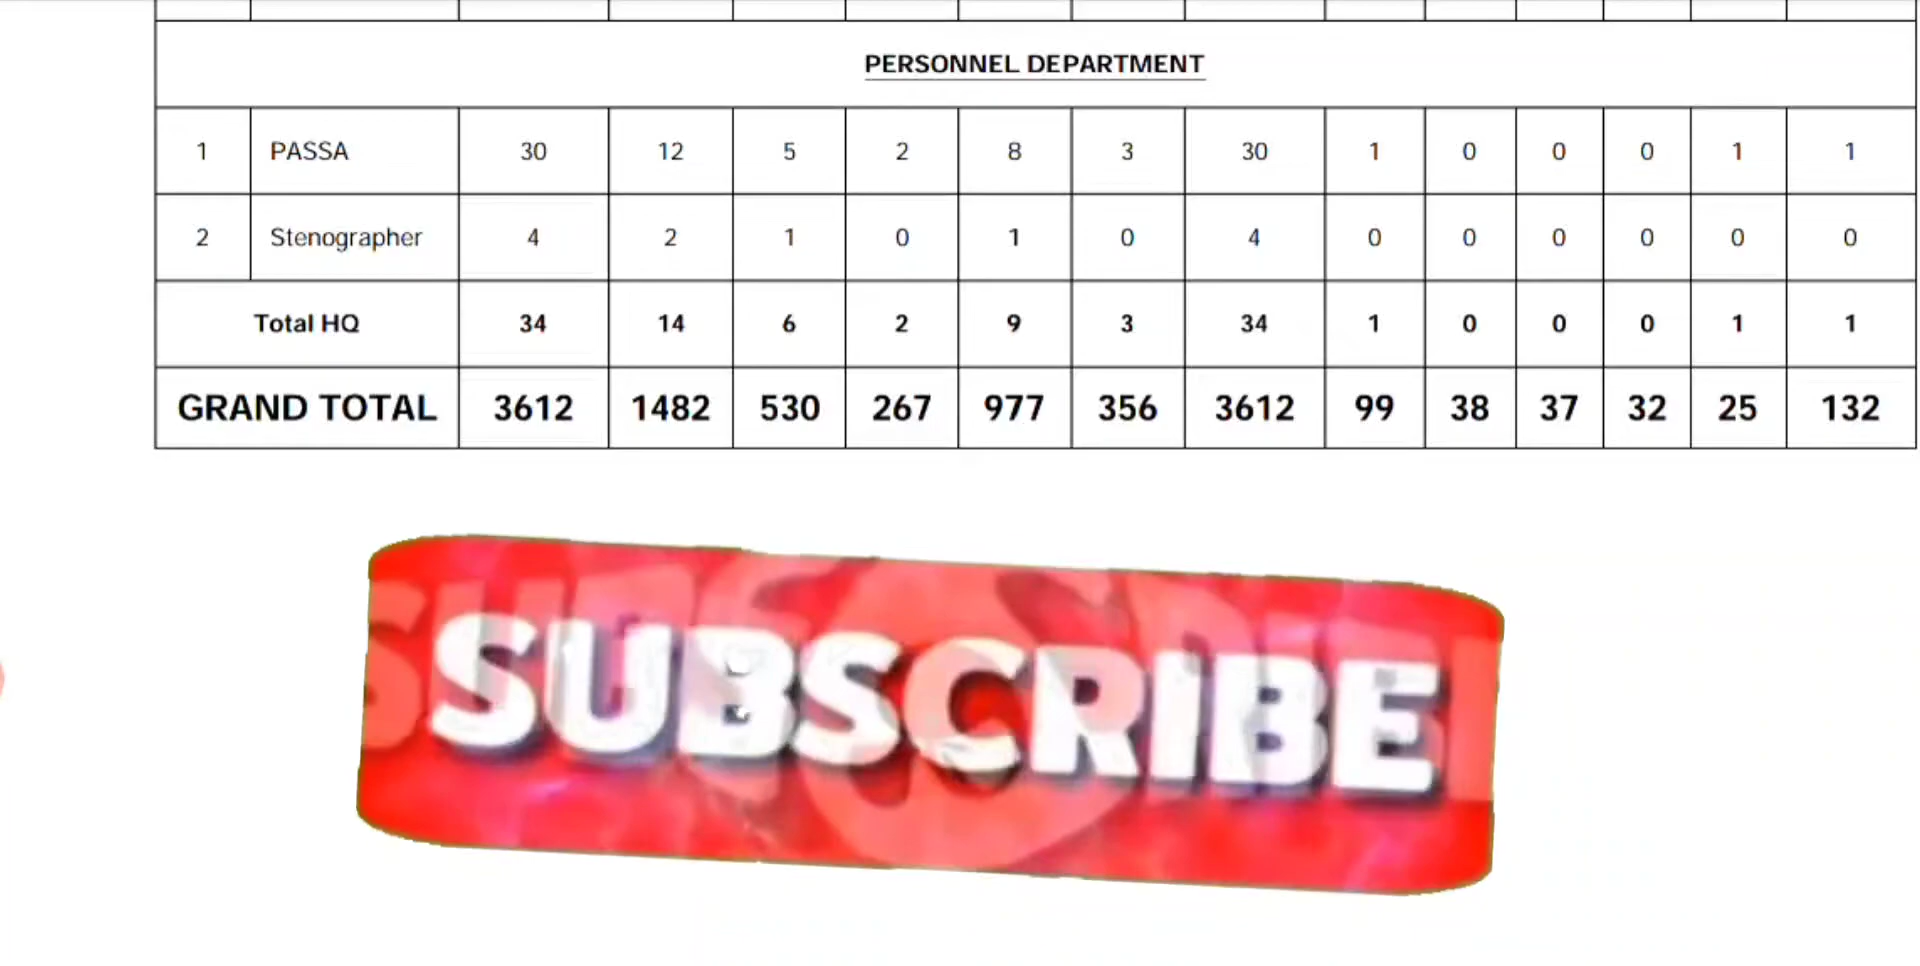 PERSONNEL DEPARTMENT
1 PASSA 30 12 5 2 8 3 30 1 0 0 0 1 1
2 Stenographer 4 2 1 0 1 0 4 0 0 0 0 0 0
Total HQ 34 14 6 2 9 3 34 1 0 0 0 1 1
GRAND TOTAL 3612 1482 530 267 977 356 3612 99 38 37 32 25 132
SUBSCRIBE